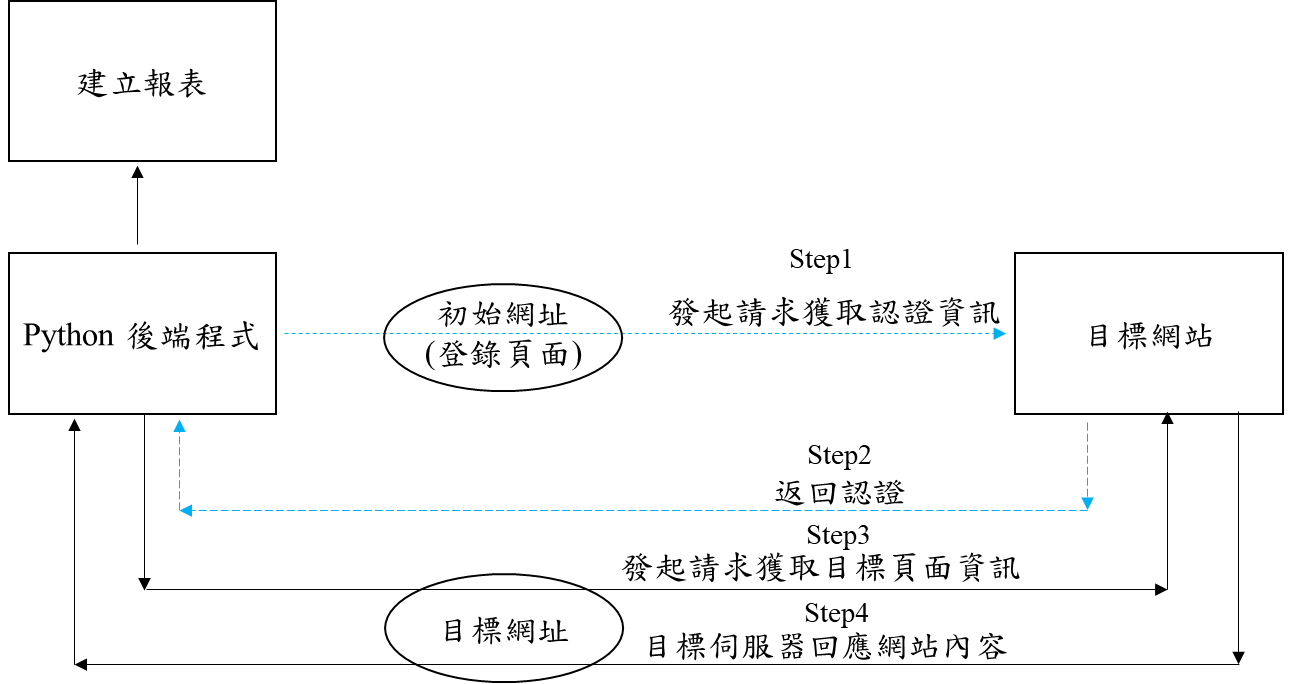 建立報表
Step1
初始網址
(登錄頁面)
發起請求獲取認證資訊
Python 後端程式
目標網站
Step2
返回認證
Step3
發起請求獲取目標頁面資訊
Step4
目標網址
目標伺服器回應網站內容